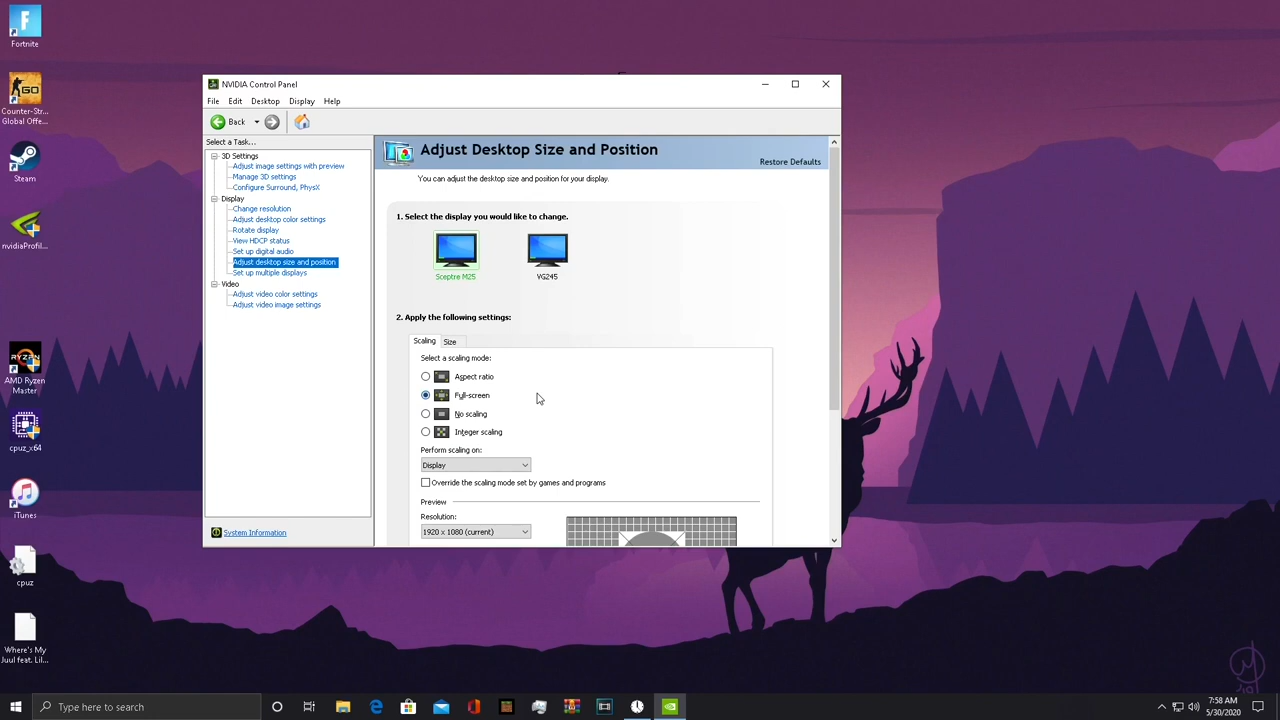 Fortnite
Counter-Str...
Global Offe...
Steam
nvidiaProfil...
AMD Ryzen
Master
cpuz_x64
iTunes
cpuz
Where's My
Juul feat. Lil...
NVIDIA Control Panel
File Edit Desktop Display Help
Back
Select a Task...
3D Settings
Adjust image settings with preview
Manage 3D settings
Configure Surround, PhysX
Display
Change resolution
Adjust desktop color settings
Rotate display
View HDCP status
Set up digital audio
Adjust desktop size and position
Set up multiple displays
Video
Adjust video color settings
Adjust video image settings
System Information
Adjust Desktop Size and Position
Restore Defaults
You can adjust the desktop size and position for your display.
1. Select the display you would like to change.
Sceptre M25 VG245
2. Apply the following settings:
Scaling Size
Select a scaling mode:
Aspect ratio
Full-screen
No scaling
Integer scaling
Perform scaling on:
Display
Override the scaling mode set by games and programs
Preview
Resolution:
1920 x 1080 (current)
Type here to search
7:58 AM
5/30/2020